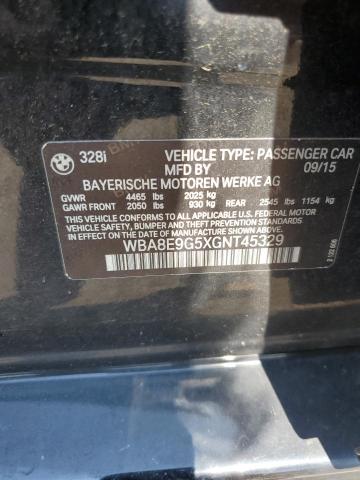 328i VEHICLE TYPE: PASSENGER CAR
MFD BY 09/15
BAYERISCHE MOTOREN WERKE AG
GVWR 4465 lbs 2025 kg
GAWR FRONT 2050 lbs 930 kg REAR 2545 lbs 1154 kg
THIS VEHICLE CONFORMS TO ALL APPLICABLE U.S. FEDERAL MOTOR
VEHICLE SAFETY, BUMPER, AND THEFT PREVENTION STANDARDS IN
EFFECT ON THE DATE OF MANUFACTURE SHOWN ABOVE.
WBA8E9G5XGNT45329